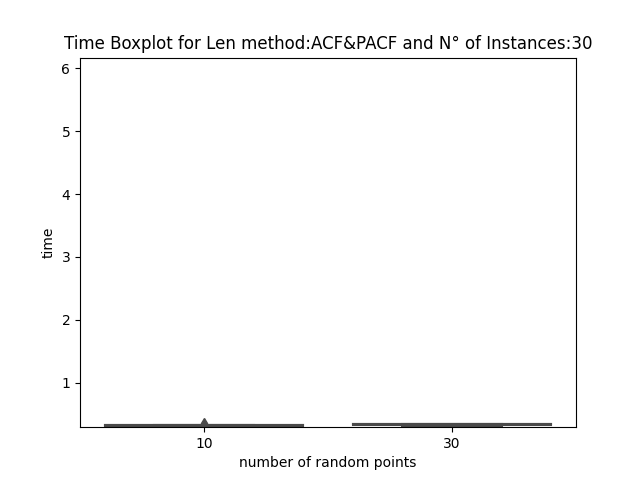 Time Boxplot for Len method:ACF&PACF and N° of Instances:30
6
5
4
3
2
1
time
10 30
number of random points